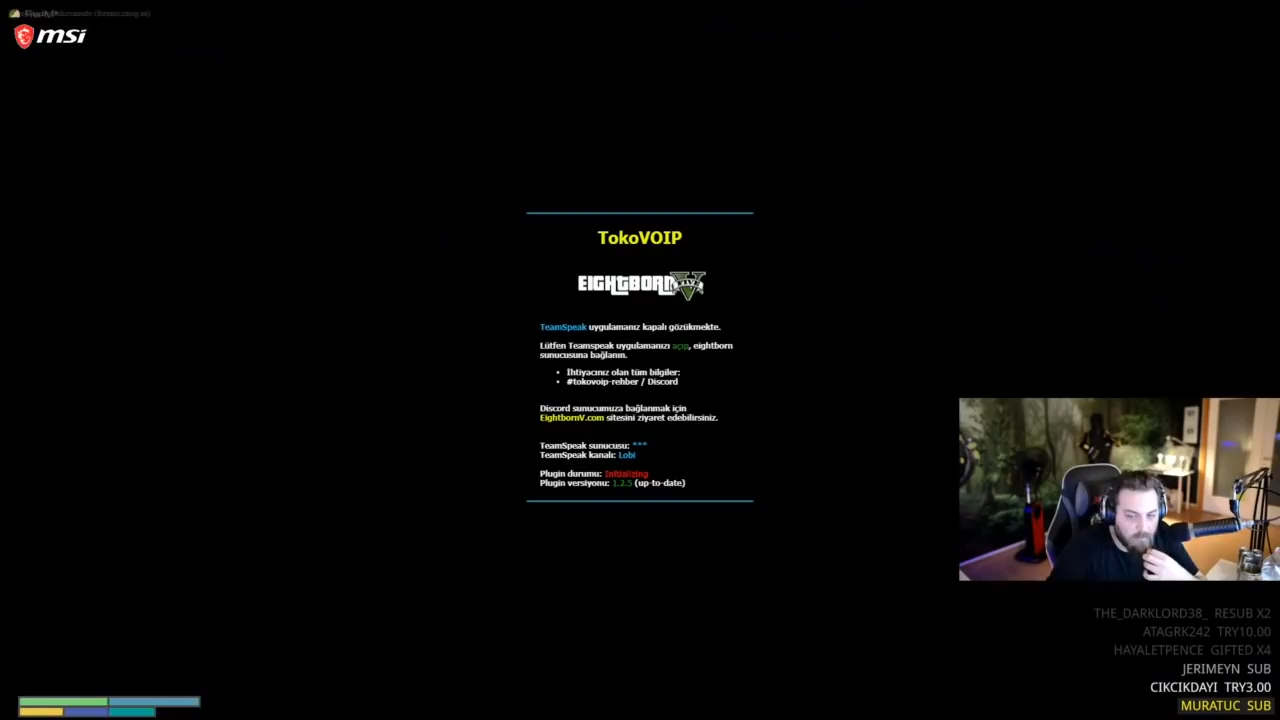 msi
TokoVOIP
EIGHTBORN V
FIVE
TeamSpeak uygulamanız kapalı gözükmekte.
Lütfen Teamspeak uygulamanızı açıp, eightborn
sunucusuna bağlanın.
• Ihtiyacınız olan tüm bilgiler:
• #tokovoip-rehber / Discord
Discord sunucumuza bağlanmak için
EightbornV.com sitesini ziyaret edebilirsiniz.
TeamSpeak sunucusu: ***
TeamSpeak kanalı: Lobi
Plugin durumu: Initializing
Plugin versiyonu: 1.2.5 (up-to-date)
THE_DARKLORD38_ RESUB X2
ATAGRK242 TRY10.00
HAYALETPENCE GIFTED X4
JERIMEYN SUB
CIKCIKDAYI TRY3.00
MURATUC SUB